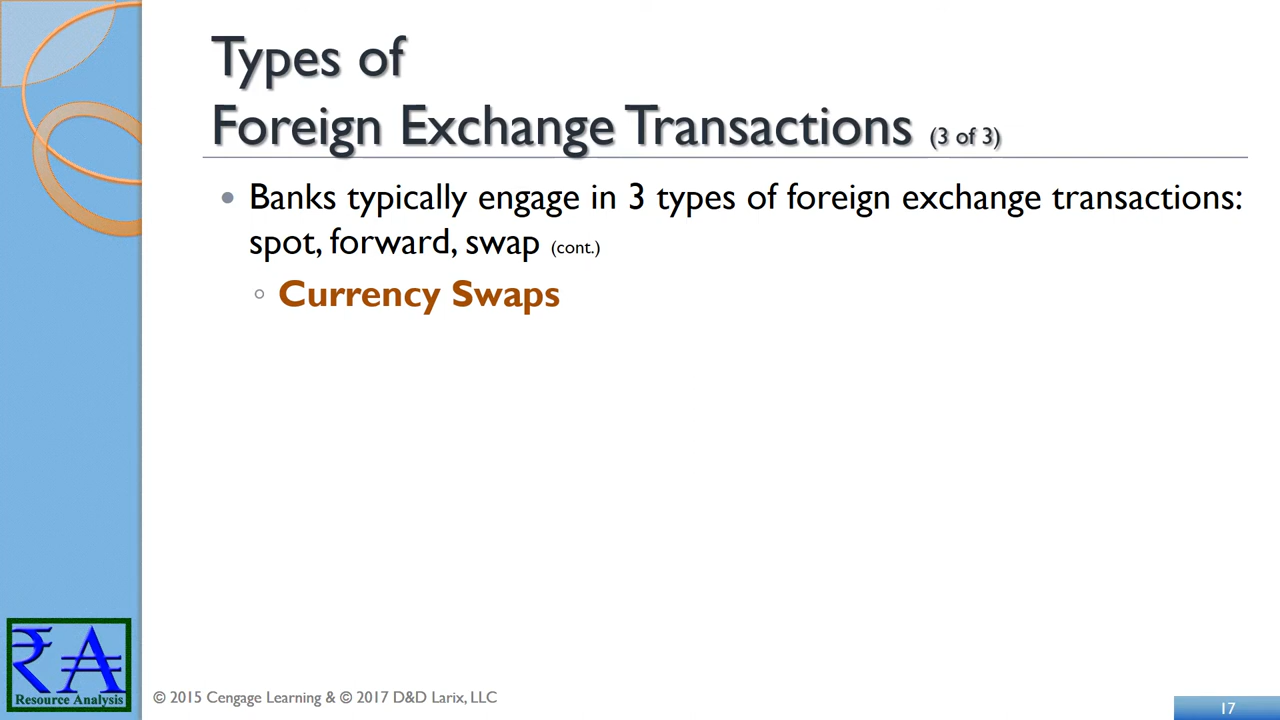 Types of
Foreign Exchange Transactions (3 of 3)
• Banks typically engage in 3 types of foreign exchange transactions:
spot, forward, swap (cont.)
◦ Currency Swaps
₹A
Resource Analysis
© 2015 Cengage Learning & © 2017 D&D Larix, LLC
17